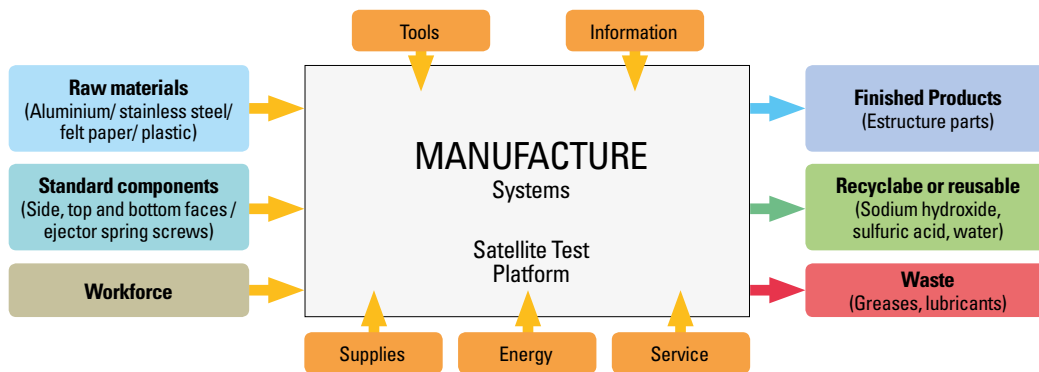 Tools
Information
Raw materials
(Aluminium/ stainless steel/
felt paper/ plastic)
Standard components
(Side, top and bottom faces /
ejector spring screws)
Workforce
MANUFACTURE
Systems
Satellite Test
Platform
Finished Products
(Estructure parts)
Recyclabe or reusable
(Sodium hydroxide,
sulfuric acid, water)
Waste
(Greases, lubricants)
Supplies
Energy
Service